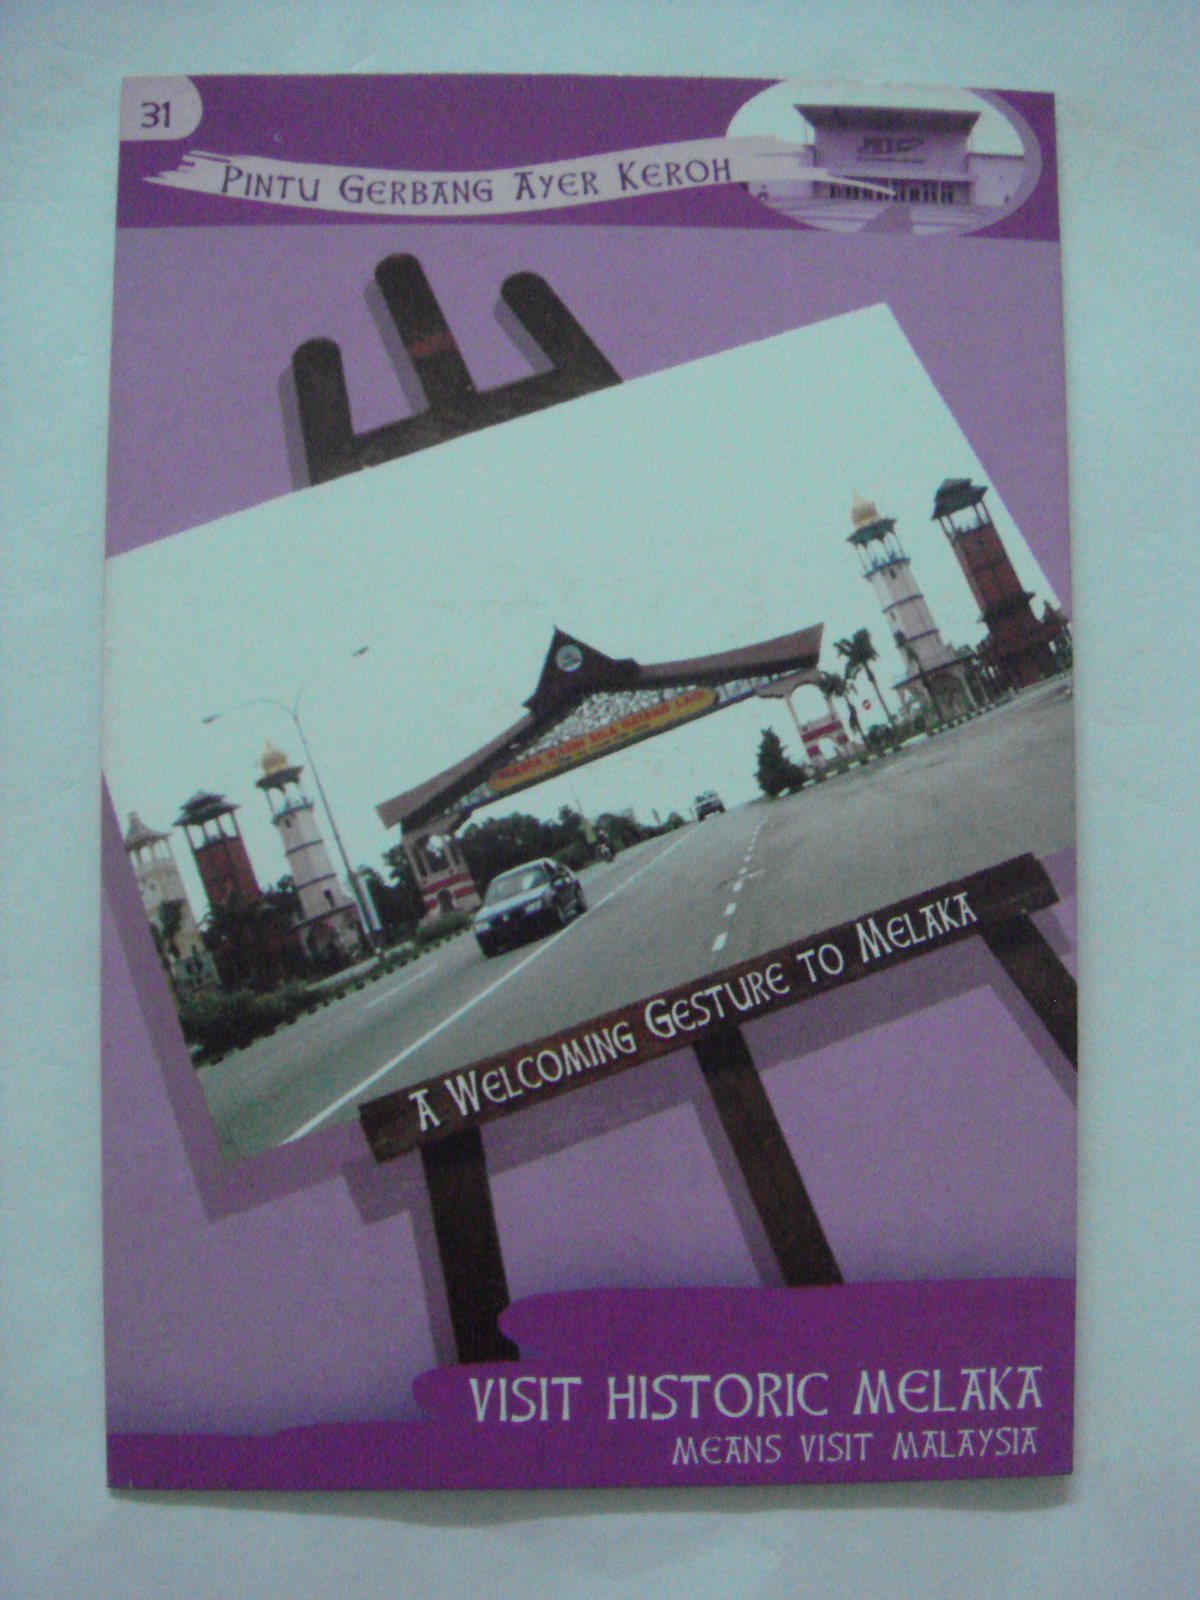 31
PINTU GERBANG AYER KEROH
A WELCOMING GESTURE TO MELAKA
VISIT HISTORIC MELAKA
MEANS VISIT MALAYSIA